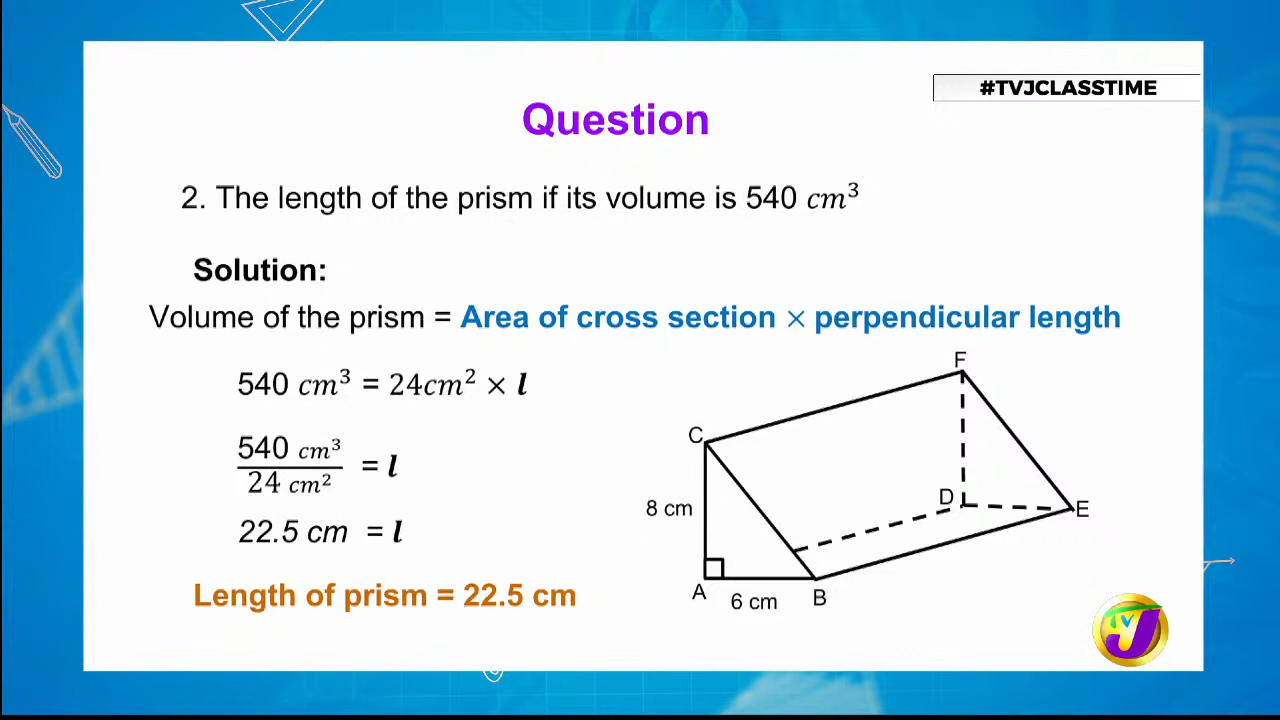 #TVJCLASSTIME
Question
2. The length of the prism if its volume is 540 cm³
Solution:
Volume of the prism = Area of cross section × perpendicular length
540 cm³ = 24cm² × l
540 cm³
24 cm²
= l
22.5 cm = l
Length of prism = 22.5 cm
F
C
8 cm
D
E
A
6 cm
B
TVJ